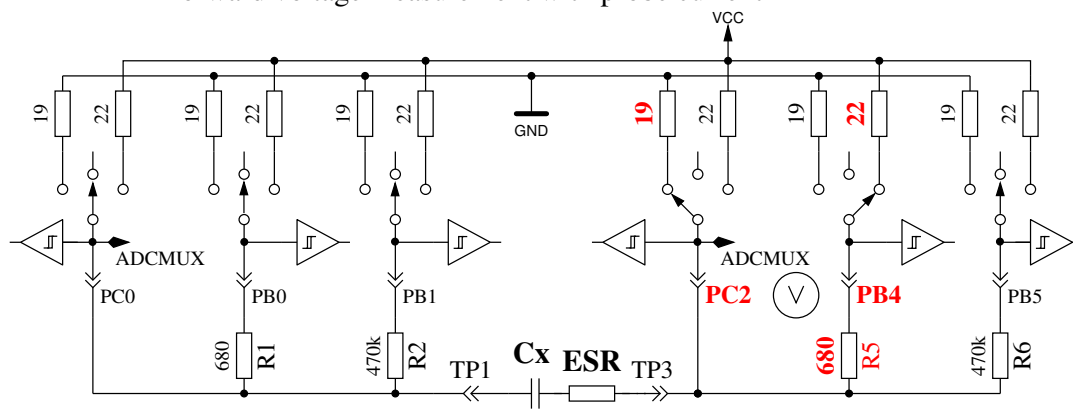 VCC
19 22 19 22 19 22 19 22 19 22 19 22
GND
ADCMUX ADCMUX
PC0 PB0 PB1 PC2 V PB4 PB5
680 R1 470k R2 680 R5 470k R6
TP1 Cx ESR TP3